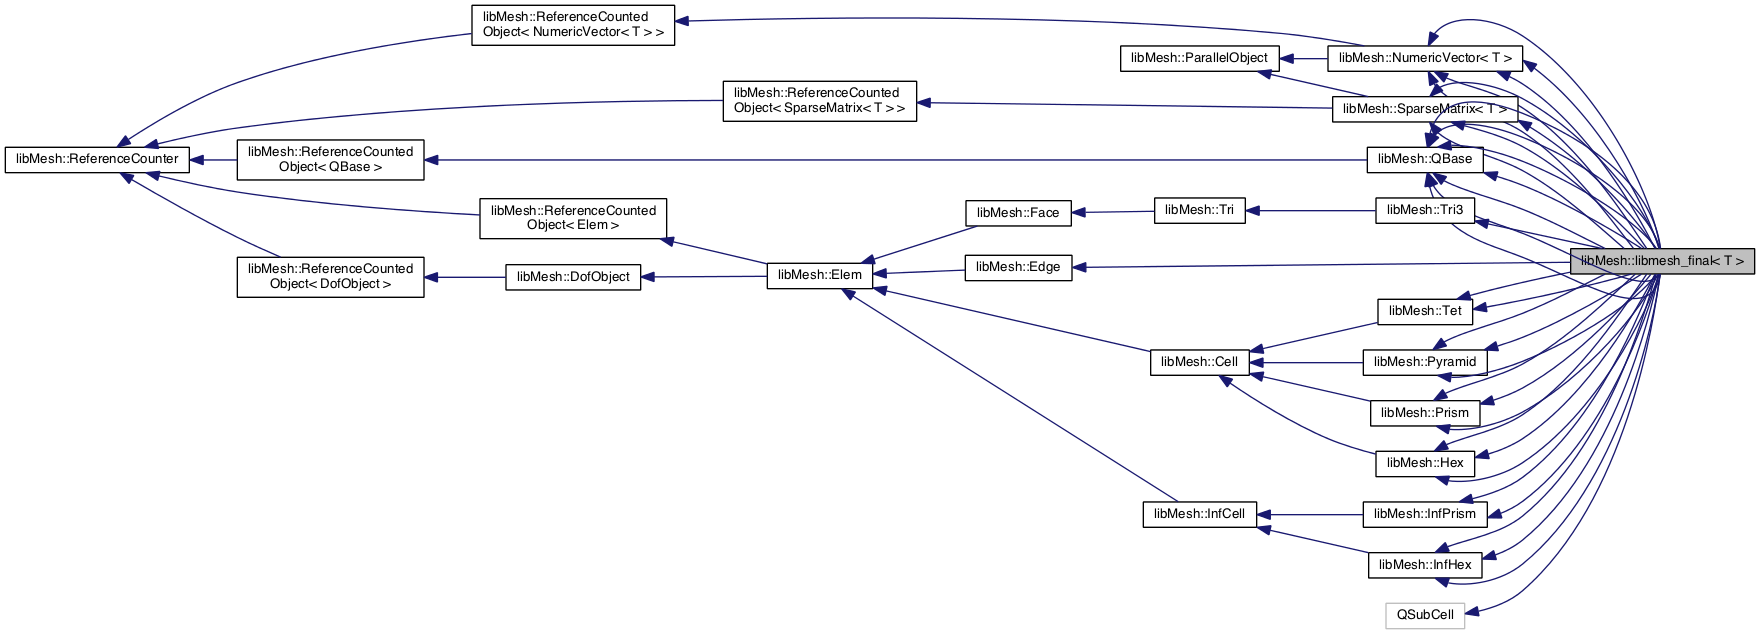 libMesh::ReferenceCounted
Object< NumericVector< T > >
libMesh::ParallelObject
libMesh::NumericVector< T >
libMesh::ReferenceCounted
Object< SparseMatrix< T > >
libMesh::SparseMatrix< T >
libMesh::ReferenceCounter
libMesh::ReferenceCounted
Object< QBase >
libMesh::QBase
libMesh::ReferenceCounted
Object< Elem >
libMesh::Face
libMesh::Tri
libMesh::Tri3
libMesh::ReferenceCounted
Object< DofObject >
libMesh::DofObject
libMesh::Elem
libMesh::Edge
libMesh::libmesh_final< T >
libMesh::Tet
libMesh::Cell
libMesh::Pyramid
libMesh::Prism
libMesh::Hex
libMesh::InfCell
libMesh::InfPrism
libMesh::InfHex
QSubCell